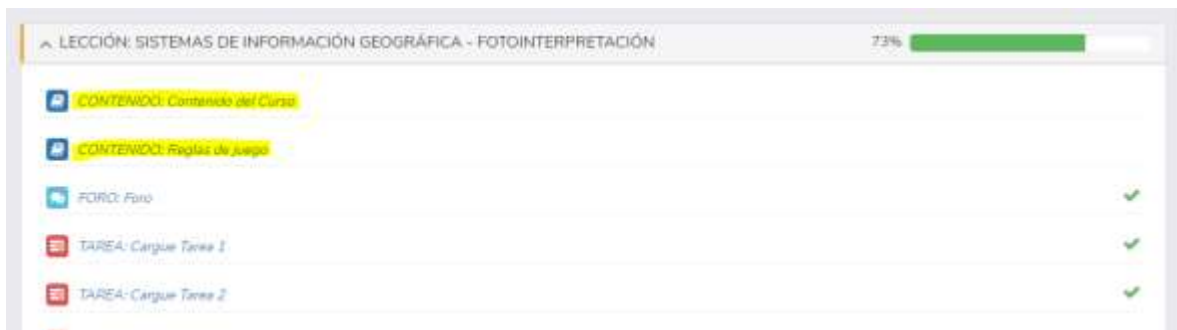 LECCIÓN: SISTEMAS DE INFORMACIÓN GEOGRÁFICA - FOTOINTERPRETACIÓN 73%
CONTENIDO: Contenido del Curso
CONTENIDO: Reglas de juego
FORO: Foro
TAREA: Cargue Tarea 1
TAREA: Cargue Tarea 2